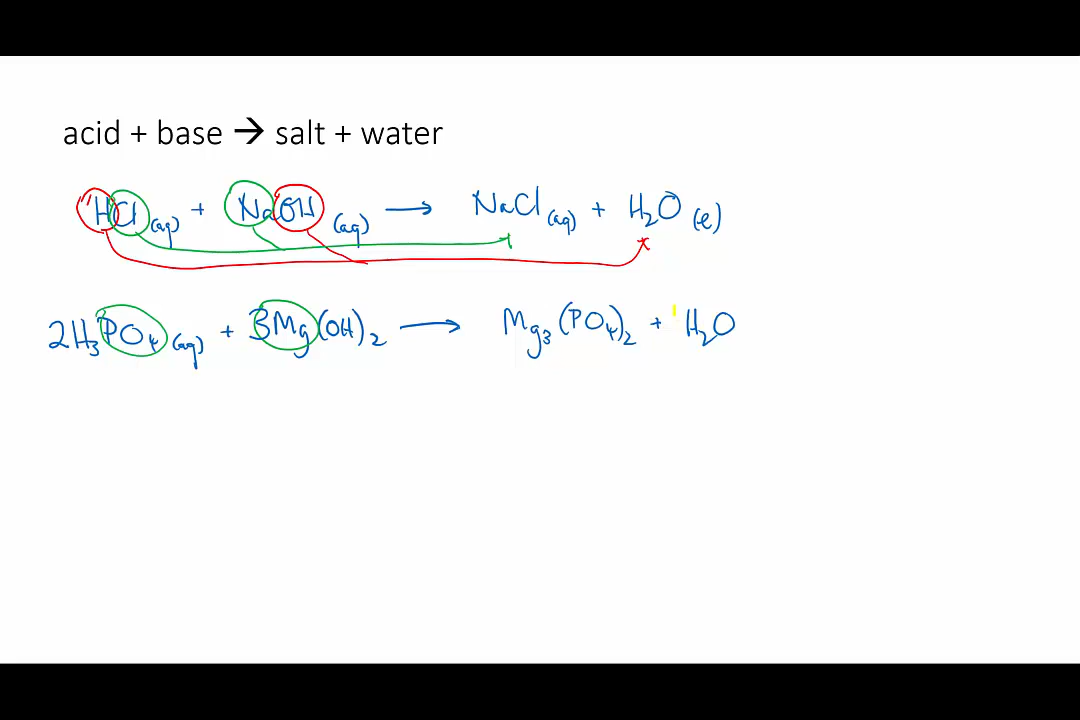 acid + base → salt + water
HCl (aq) + NaOH (aq) → NaCl (aq) + H₂O (l)
2H₃PO₄ (aq) + 3Mg(OH)₂ → Mg₃(PO₄)₂ + H₂O